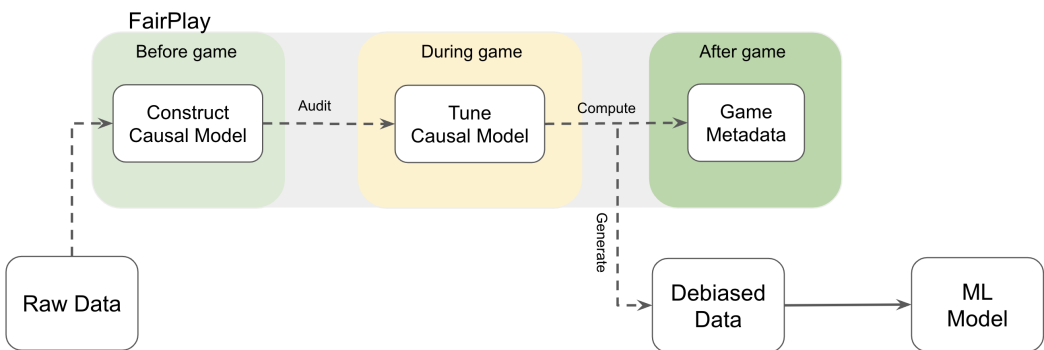 FairPlay
Before game
During game
After game
Construct
Causal Model
Audit
Tune
Causal Model
Compute
Game
Metadata
Generate
Raw Data
Debiased
Data
ML
Model